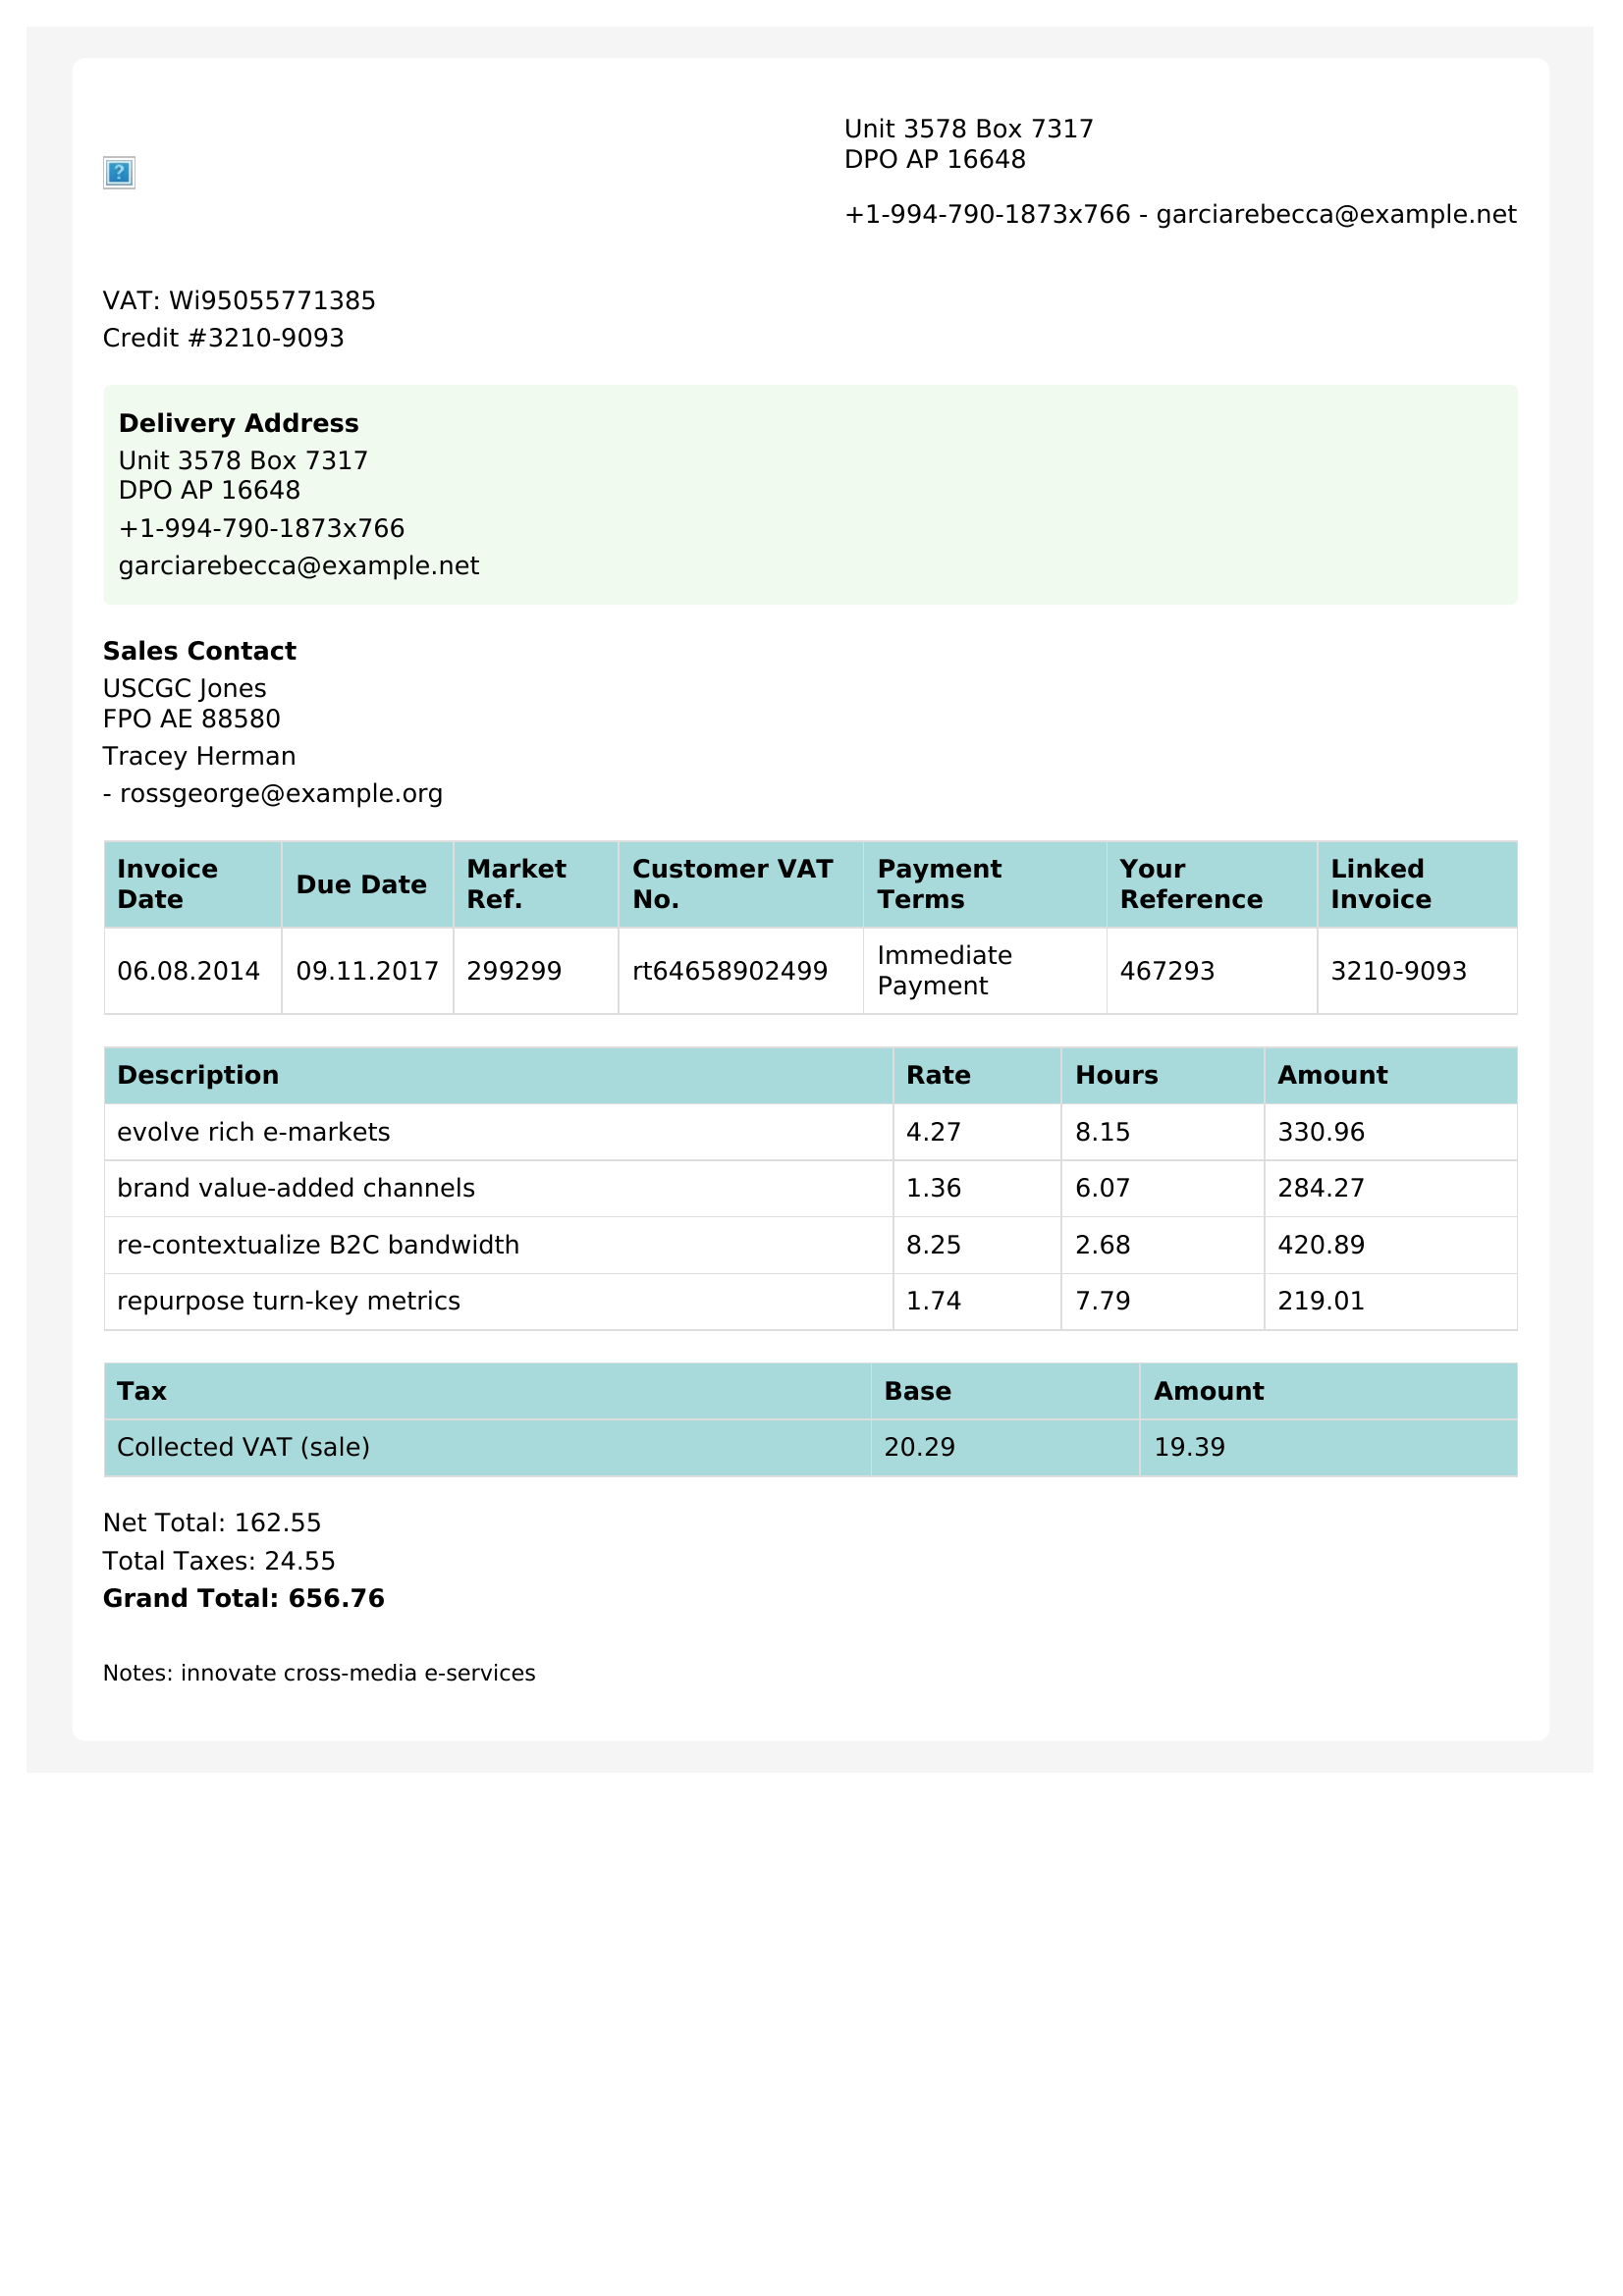 Unit 3578 Box 7317
DPO AP 16648
+1-994-790-1873x766 - garciarebecca@example.net
VAT: Wi95055771385
Credit #3210-9093
Delivery Address
Unit 3578 Box 7317
DPO AP 16648
+1-994-790-1873x766
garciarebecca@example.net
Sales Contact
USCGC Jones
FPO AE 88580
Tracey Herman
- rossgeorge@example.org
Invoice Date Due Date Market Ref. Customer VAT No. Payment Terms Your Reference Linked Invoice
06.08.2014 09.11.2017 299299 rt64658902499 Immediate Payment 467293 3210-9093
Description Rate Hours Amount
evolve rich e-markets 4.27 8.15 330.96
brand value-added channels 1.36 6.07 284.27
re-contextualize B2C bandwidth 8.25 2.68 420.89
repurpose turn-key metrics 1.74 7.79 219.01
Tax Base Amount
Collected VAT (sale) 20.29 19.39
Net Total: 162.55
Total Taxes: 24.55
Grand Total: 656.76
Notes: innovate cross-media e-services